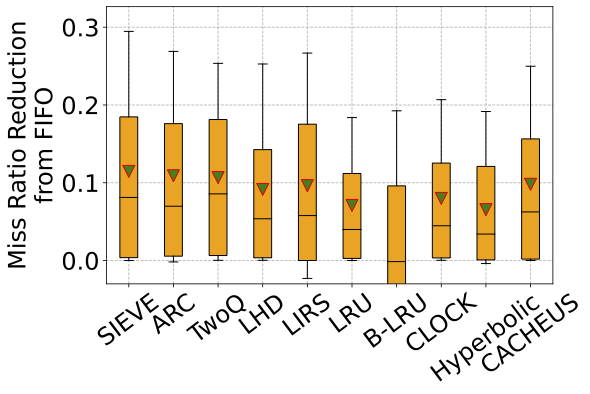 Miss Ratio Reduction
from FIFO
0.3
0.2
0.1
0.0
SIEVE
ARC
TwoQ
LHD
LIRS
LRU
B-LRU
CLOCK
Hyperbolic
CACHEUS